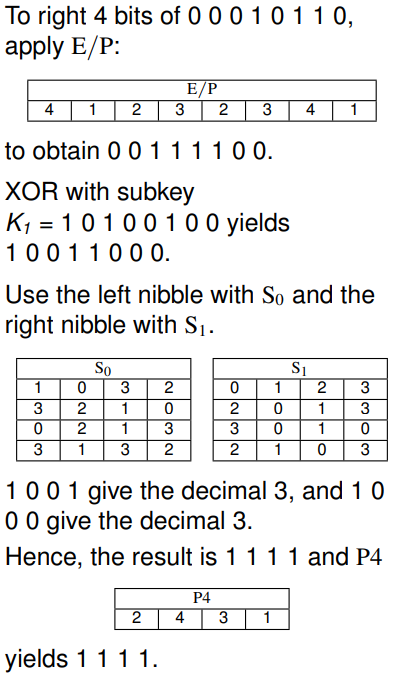 To right 4 bits of 0 0 0 1 0 1 1 0,
apply E/P:
E/P
4 1 2 3 2 3 4 1
to obtain 0 0 1 1 1 1 0 0.
XOR with subkey
K1 = 1 0 1 0 0 1 0 0 yields
1 0 0 1 1 0 0 0.
Use the left nibble with S0 and the
right nibble with S1.
S0 S1
1 0 3 2 0 1 2 3
3 2 1 0 2 0 1 3
0 2 1 3 3 0 1 0
3 1 3 2 2 1 0 3
1 0 0 1 give the decimal 3, and 1 0
0 0 give the decimal 3.
Hence, the result is 1 1 1 1 and P4
P4
2 4 3 1
yields 1 1 1 1.